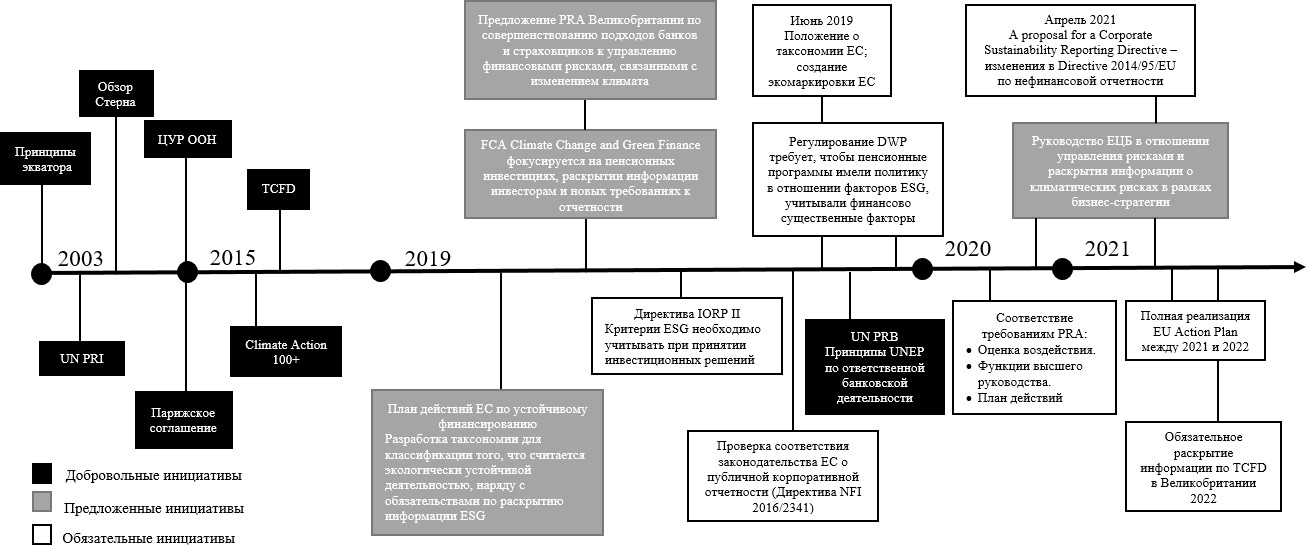 Предложение PRA Великобритании по
совершенствованию подходов банков
и страховщиков к управлению
финансовыми рисками, связанными с
изменением климата
Июнь 2019
Положение о
таксономии ЕС;
создание
экомаркировки ЕС
Апрель 2021
A proposal for a Corporate
Sustainability Reporting Directive –
изменения в Directive 2014/95/EU
по нефинансовой отчетности
Обзор
Стерна
Принципы
экватора
ЦУР ООН
TCFD
FCA Climate Change and Green Finance
фокусируется на пенсионных
инвестициях, раскрытии информации
инвесторам и новых требованиях к
отчетности
Регулирование DWP
требует, чтобы пенсионные
программы имели политику
в отношении факторов ESG,
учитывали финансово
существенные факторы
Руководство ЕЦБ в отношении
управления рисками и
раскрытия информации о
климатических рисках в рамках
бизнес-стратегии
2003
2015
2019
2020
2021
UN PRI
Climate Action
100+
Парижское
соглашение
Директива IORP II
Критерии ESG необходимо
учитывать при принятии
инвестиционных решений
UN PRB
Принципы UNEP
по ответственной
банковской
деятельности
Соответствие
требованиям PRA:
• Оценка воздействия.
• Функции высшего
руководства.
• План действий
Полная реализация
EU Action Plan
между 2021 и 2022
План действий ЕС по устойчивому
финансированию
Разработка таксономии для
классификации того, что считается
экологически устойчивой
деятельностью, наряду с
обязательствами по раскрытию
информации ESG
Проверка соответствия
законодательства ЕС о
публичной корпоративной
отчетности (Директива NFI
2016/2341)
Обязательное
раскрытие
информации по TCFD
в Великобритании
2022
Добровольные инициативы
Предложенные инициативы
Обязательные инициативы